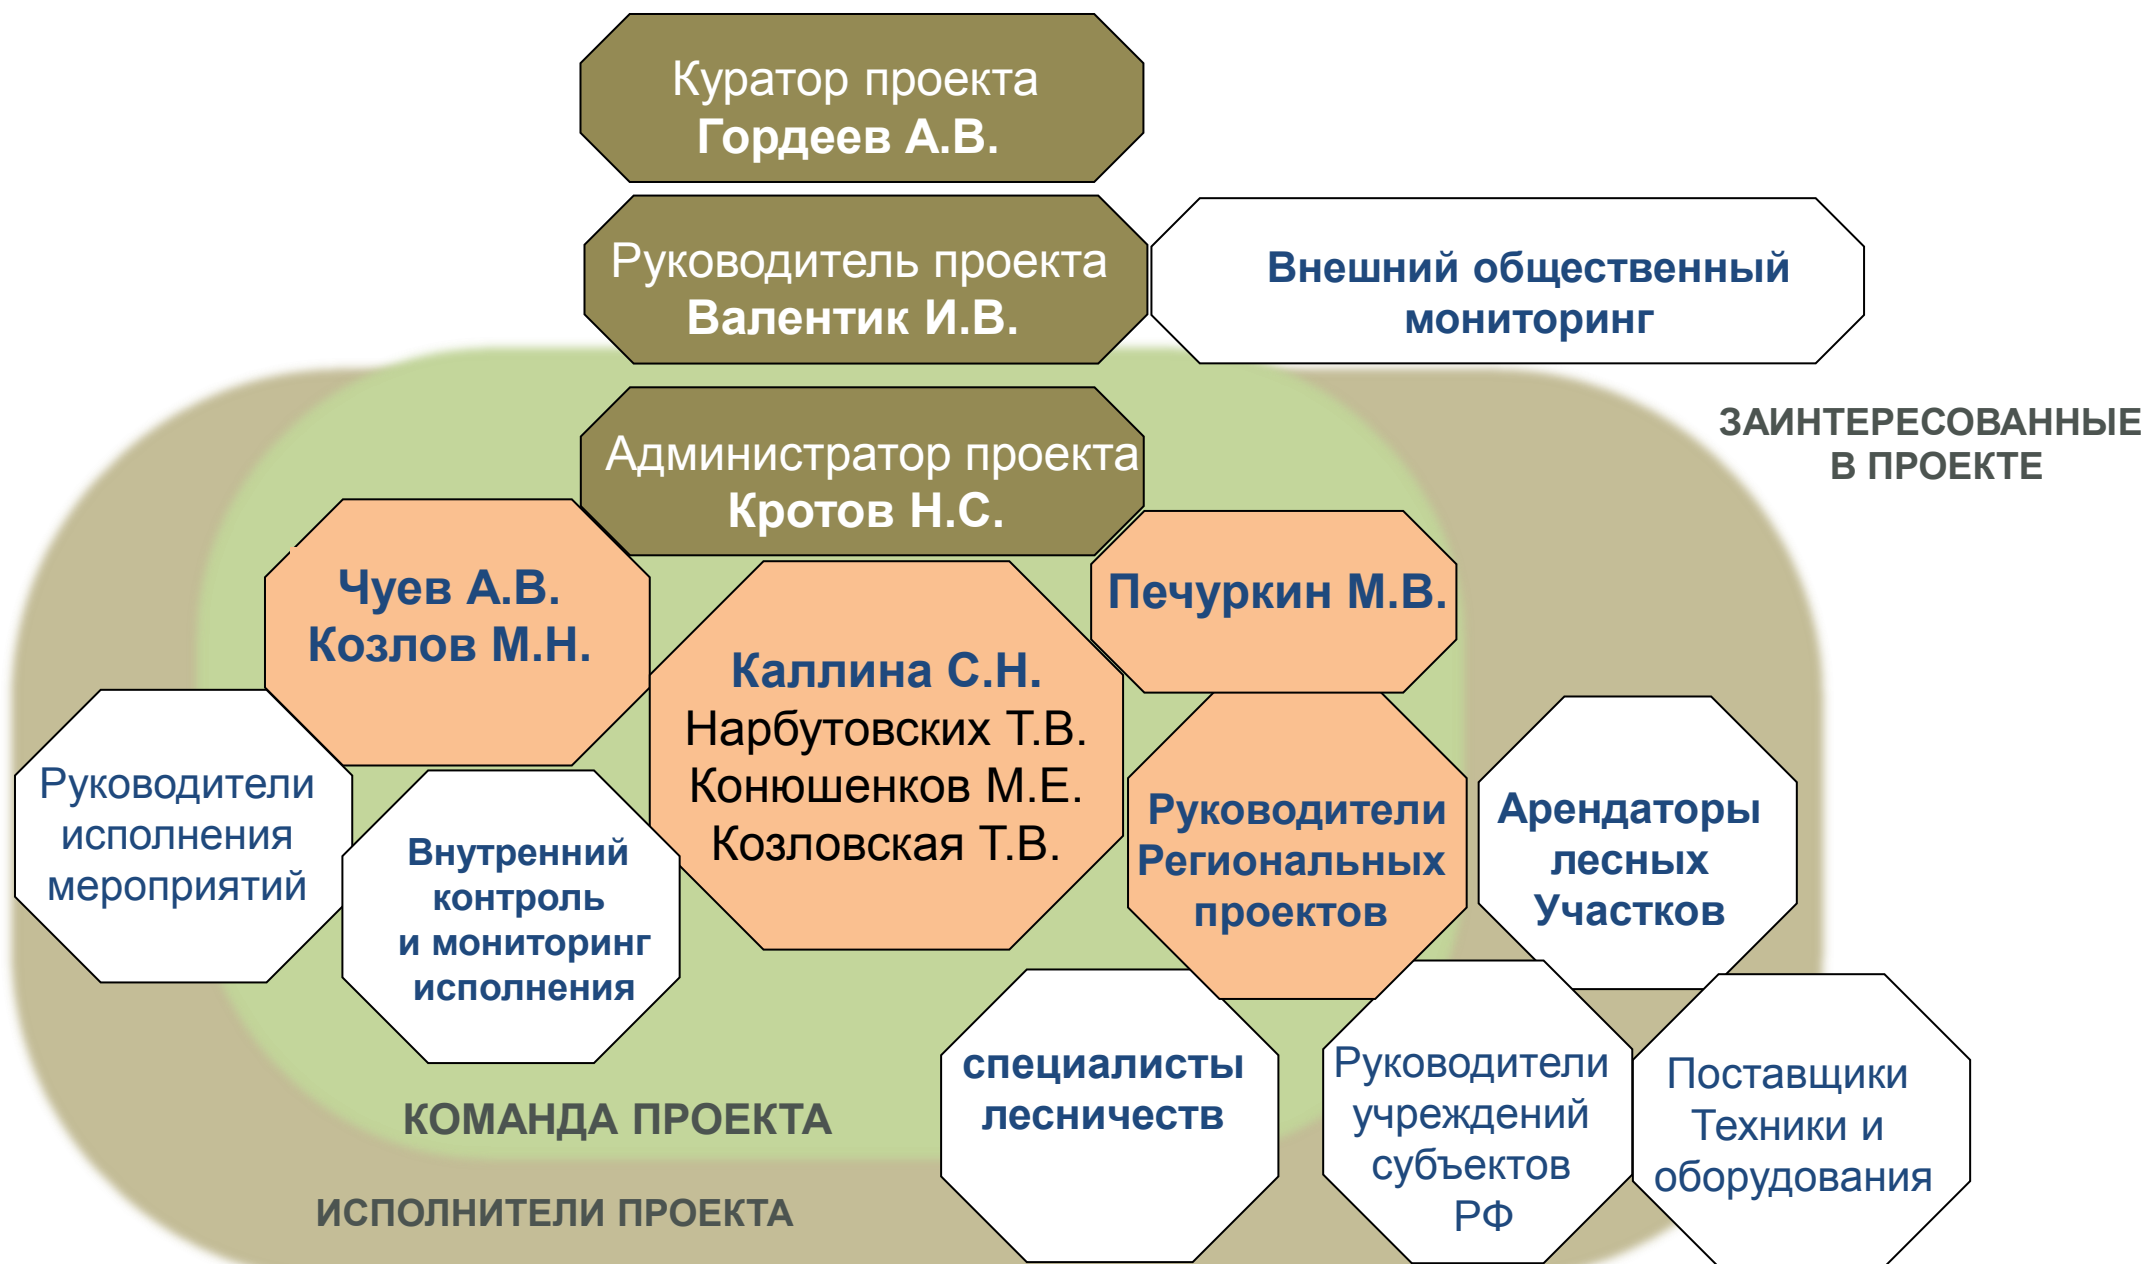 Куратор проекта
Гордеев А.В.
Руководитель проекта
Валентик И.В.
Внешний общественный
мониторинг
ЗАИНТЕРЕСОВАННЫЕ
В ПРОЕКТЕ
Администратор проекта
Кротов Н.С.
Чуев А.В.
Козлов М.Н.
Печуркин М.В.
Каллина С.Н.
Нарбутовских Т.В.
Конюшенков М.Е.
Козловская Т.В.
Руководители
исполнения
мероприятий
Внутренний
контроль
и мониторинг
исполнения
Руководители
Региональных
проектов
Арендаторы
лесных
Участков
специалисты
лесничеств
Руководители
учреждений
субъектов
РФ
Поставщики
Техники и
оборудования
КОМАНДА ПРОЕКТА
ИСПОЛНИТЕЛИ ПРОЕКТА